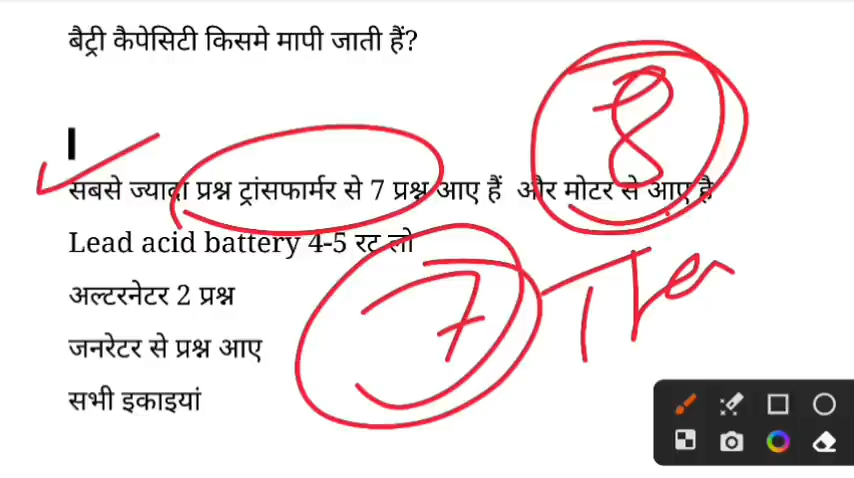 बैट्री कैपेसिटी किसमे मापी जाती हैं?
8
सबसे ज्यादा प्रश्न ट्रांसफार्मर से 7 प्रश्न आए हैं और मोटर से आए है
Lead acid battery 4-5 रट लो
अल्टरनेटर 2 प्रश्न
7
जनरेटर से प्रश्न आए
सभी इकाइयां